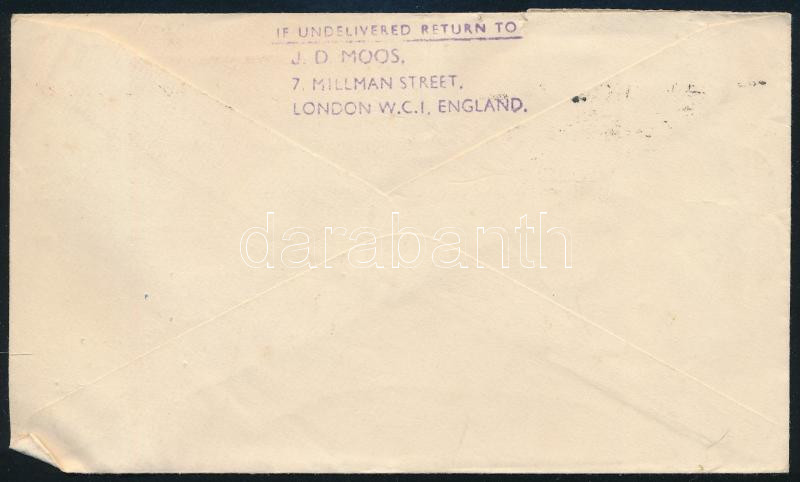 IF UNDELIVERED RETURN TO
J. D. MOOS,
7, MILLMAN STREET,
LONDON W.C.1, ENGLAND.
darabanth